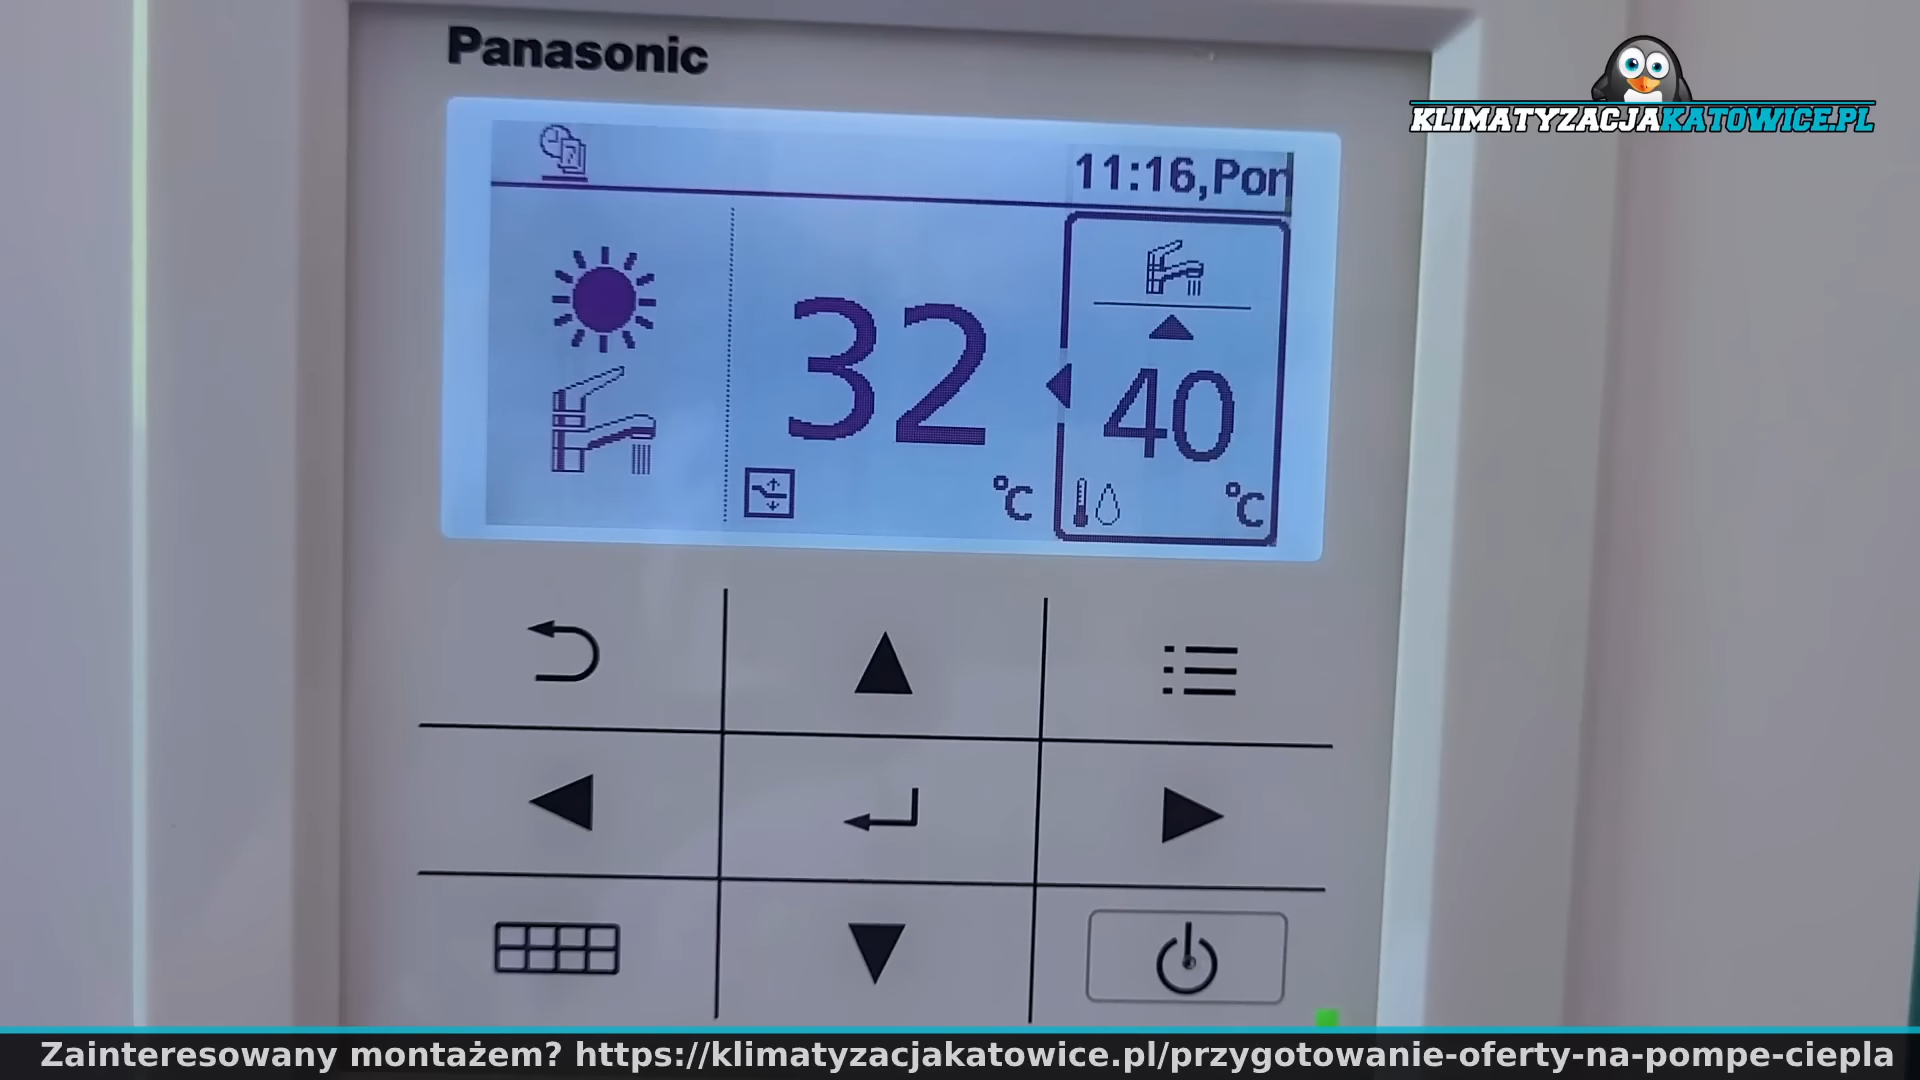 Panasonic
KLIMATYZACJAKATOWICE.PL
11:16,Pon
32
°C
40
°C
Zainteresowany montażem? https://klimatyzacjakatowice.pl/przygotowanie-oferty-na-pompe-ciepla